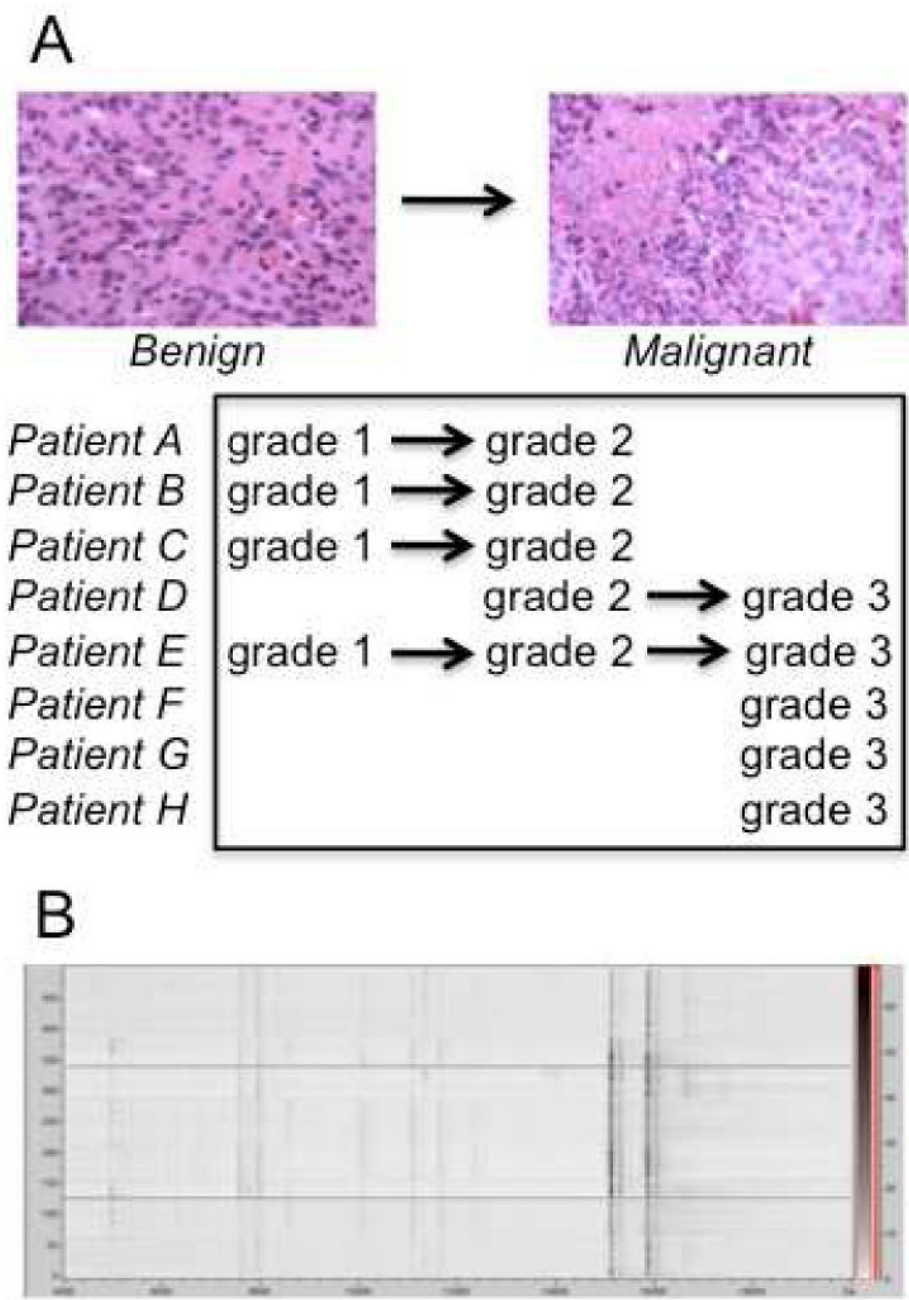 A
Benign
Malignant
Patient A grade 1 → grade 2
Patient B grade 1 → grade 2
Patient C grade 1 → grade 2
Patient D grade 2 → grade 3
Patient E grade 1 → grade 2 → grade 3
Patient F grade 3
Patient G grade 3
Patient H grade 3
B